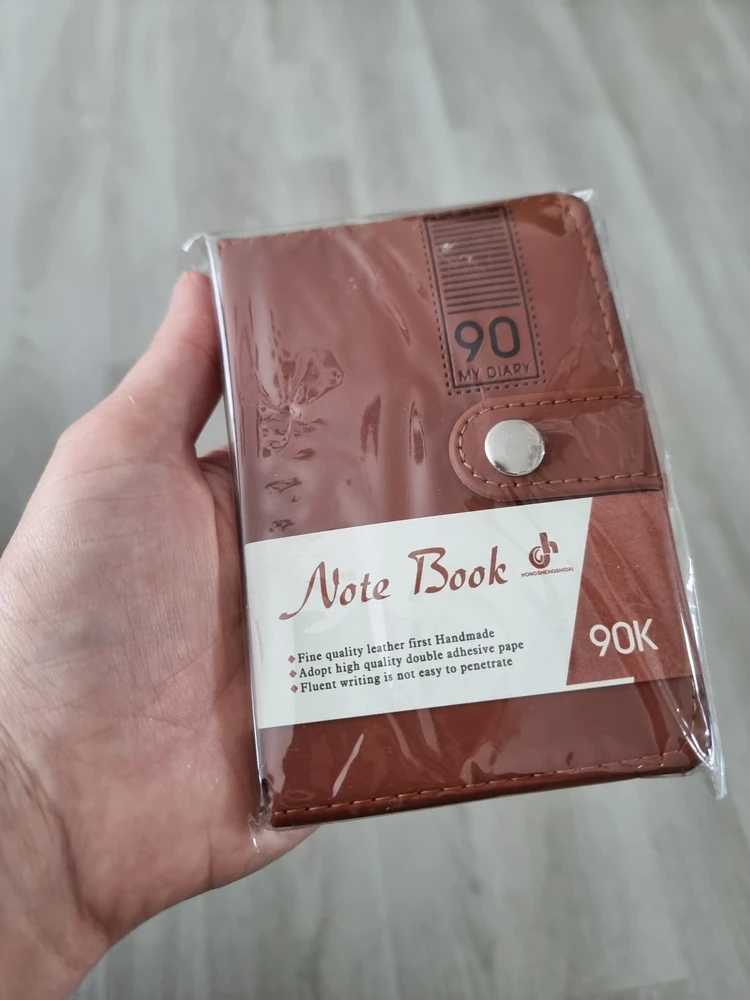 90
MY DIARY
Note Book
HONGSHENGSHIDAI
90K
◆Fine quality leather first Handmade
◆Adopt high quality double adhesive pape
◆Fluent writing is not easy to penetrate